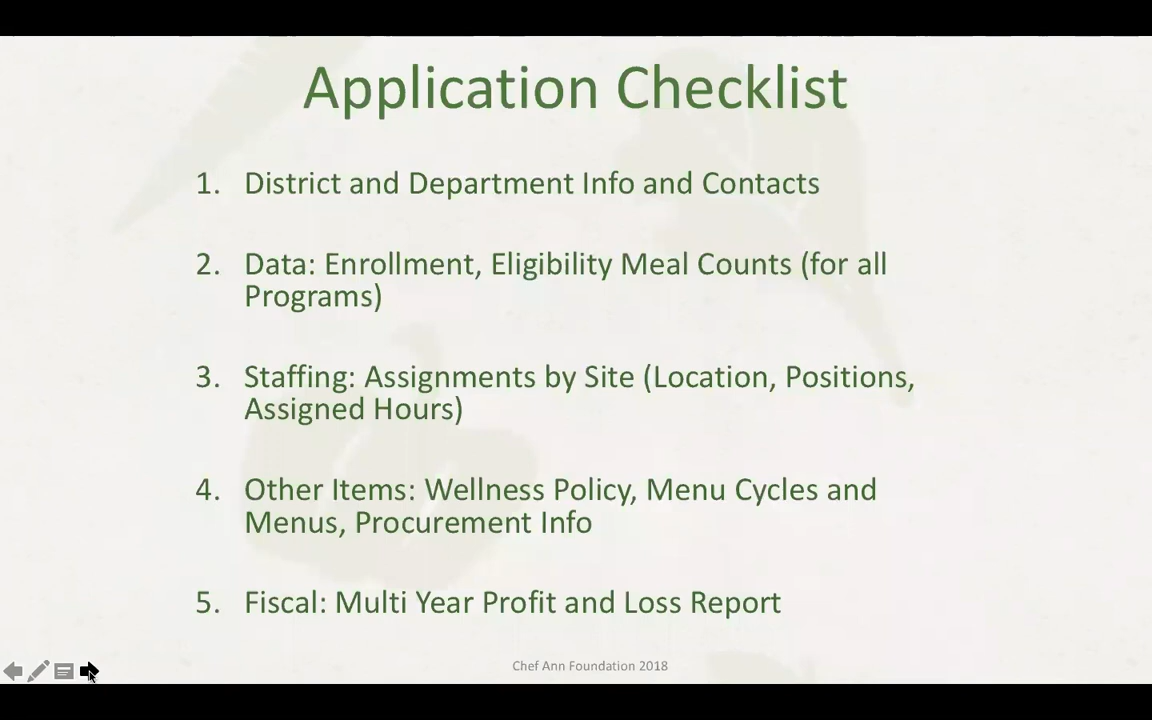 Application Checklist
1. District and Department Info and Contacts
2. Data: Enrollment, Eligibility Meal Counts (for all
Programs)
3. Staffing: Assignments by Site (Location, Positions,
Assigned Hours)
4. Other Items: Wellness Policy, Menu Cycles and
Menus, Procurement Info
5. Fiscal: Multi Year Profit and Loss Report
Chef Ann Foundation 2018